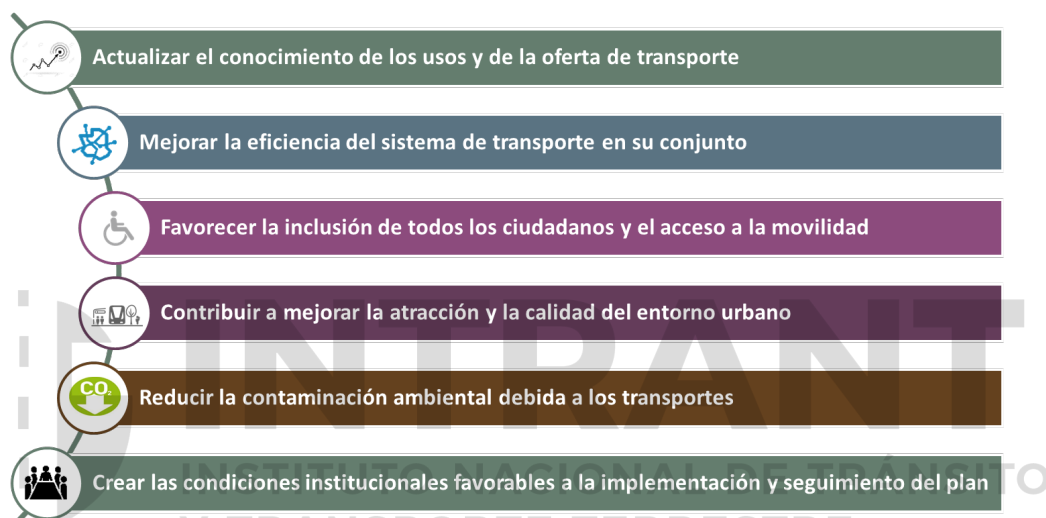 Actualizar el conocimiento de los usos y de la oferta de transporte
Mejorar la eficiencia del sistema de transporte en su conjunto
Favorecer la inclusión de todos los ciudadanos y el acceso a la movilidad
Contribuir a mejorar la atracción y la calidad del entorno urbano
INTRANT
CO₂
Reducir la contaminación ambiental debida a los transportes
Crear las condiciones institucionales favorables a la implementación y seguimiento del plan
INSTITUTO NACIONAL DE TRÁNSITO
Y TRANSPORTE TERRESTRE